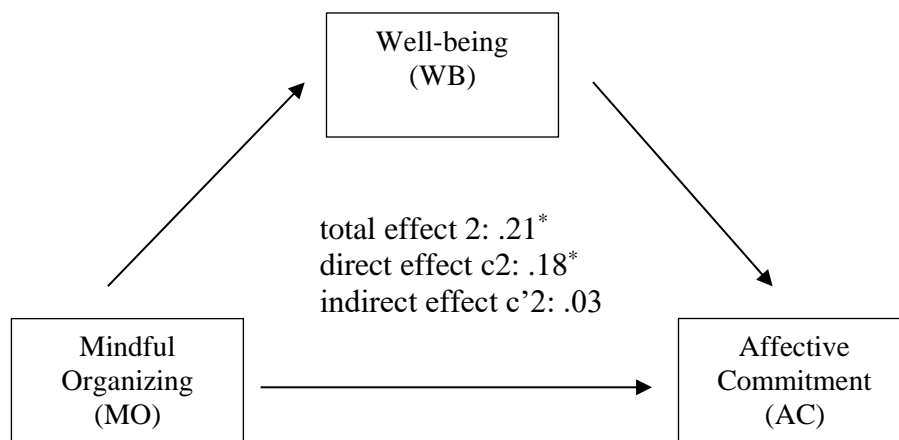 Well-being
(WB)
total effect 2: .21*
direct effect c2: .18*
indirect effect c’2: .03
Mindful
Organizing
(MO)
Affective
Commitment
(AC)